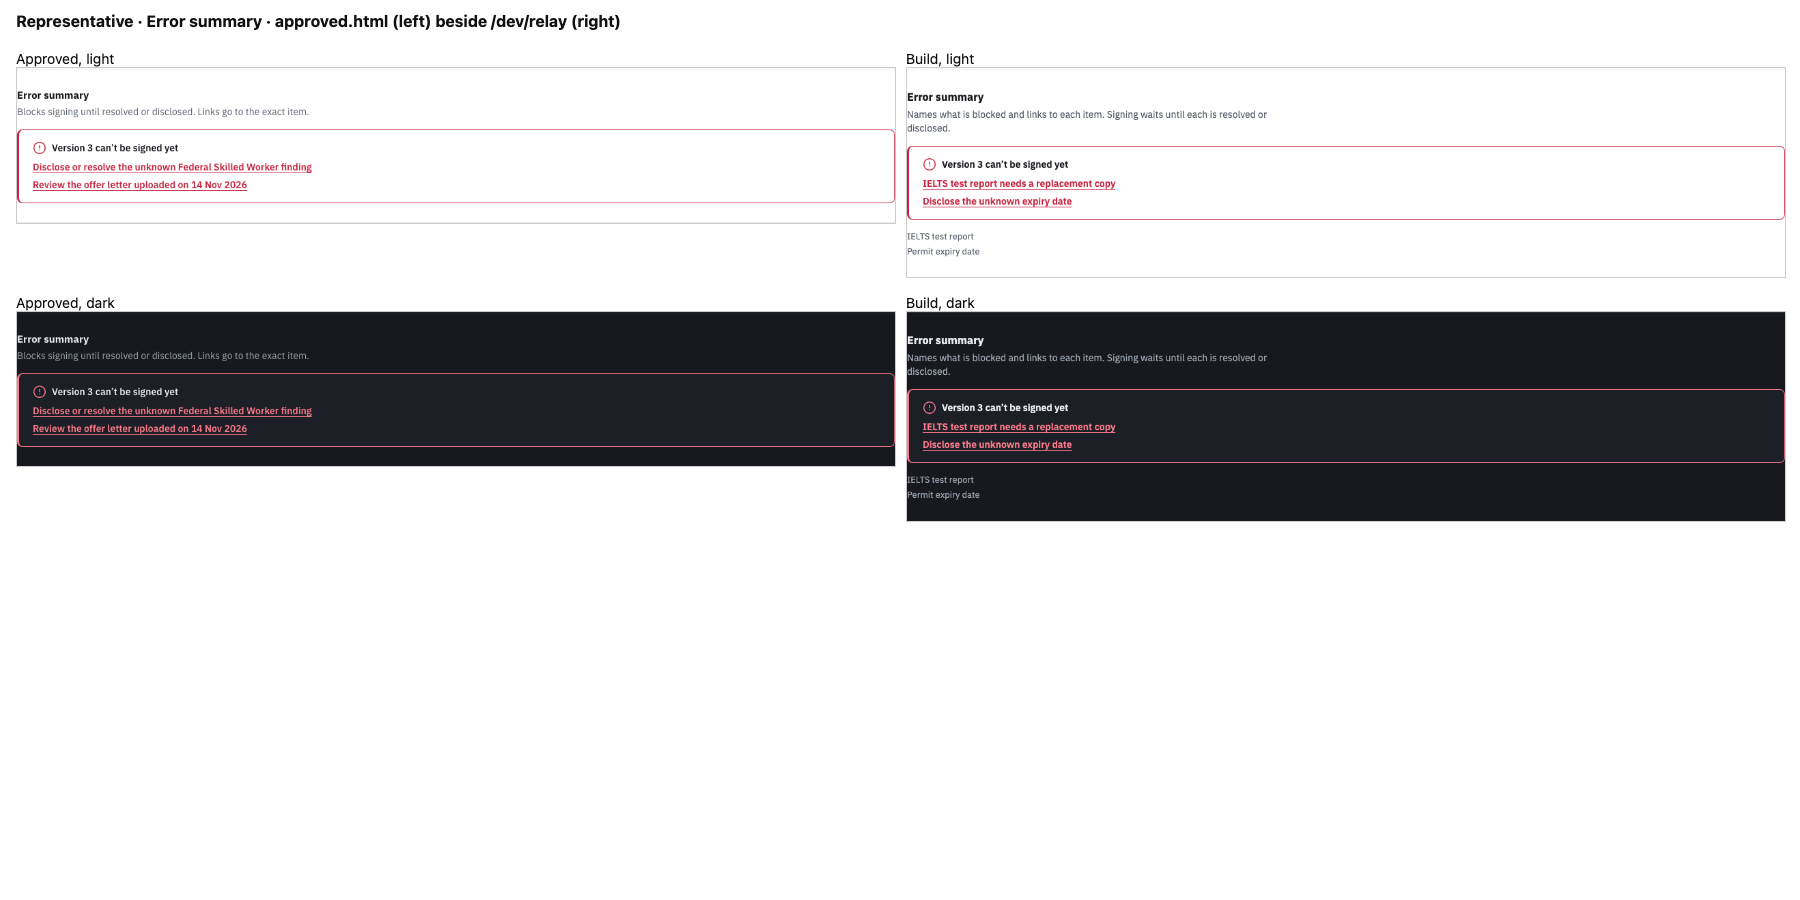 Representative · Error summary · approved.html (left) beside /dev/relay (right)
Approved, light
Error summary
Blocks signing until resolved or disclosed. Links go to the exact item.
Version 3 can’t be signed yet
Disclose or resolve the unknown Federal Skilled Worker finding
Review the offer letter uploaded on 14 Nov 2026
Build, light
Error summary
Names what is blocked and links to each item. Signing waits until each is resolved or
disclosed.
Version 3 can’t be signed yet
IELTS test report needs a replacement copy
Disclose the unknown expiry date
IELTS test report
Permit expiry date
Approved, dark
Error summary
Blocks signing until resolved or disclosed. Links go to the exact item.
Version 3 can’t be signed yet
Disclose or resolve the unknown Federal Skilled Worker finding
Review the offer letter uploaded on 14 Nov 2026
Build, dark
Error summary
Names what is blocked and links to each item. Signing waits until each is resolved or
disclosed.
Version 3 can’t be signed yet
IELTS test report needs a replacement copy
Disclose the unknown expiry date
IELTS test report
Permit expiry date